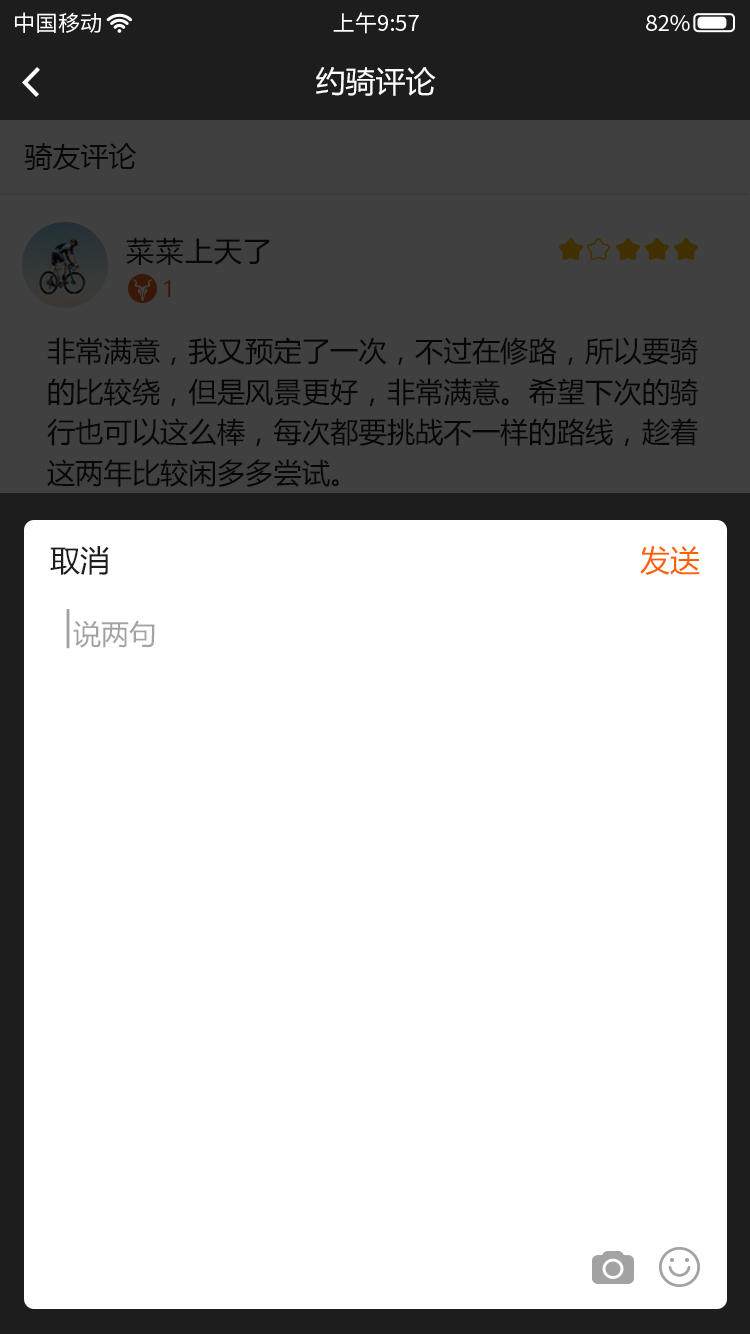 中国移动 上午9:57 82%
约骑评论
骑友评论
菜菜上天了
1
非常满意，我又预定了一次，不过在修路，所以要骑
的比较绕，但是风景更好，非常满意。希望下次的骑
行也可以这么棒，每次都要挑战不一样的路线，趁着
这两年比较闲多多尝试。
取消 发送
说两句